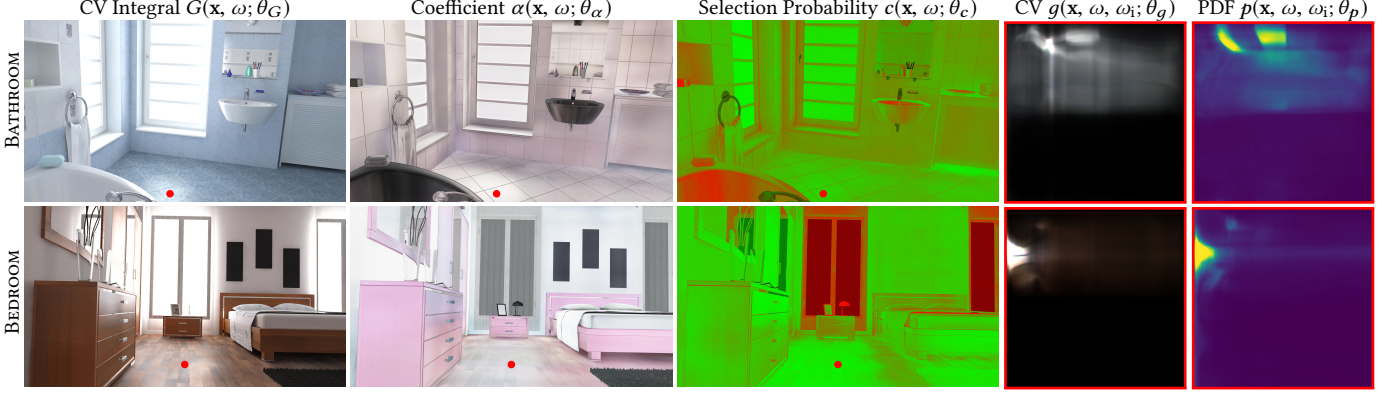 CV Integral G(x, ω; θ_G)
Coefficient α(x, ω; θ_α)
Selection Probability c(x, ω; θ_c)
CV g(x, ω, ω_i; θ_g)
PDF p(x, ω, ω_i; θ_p)
BATHROOM
BEDROOM